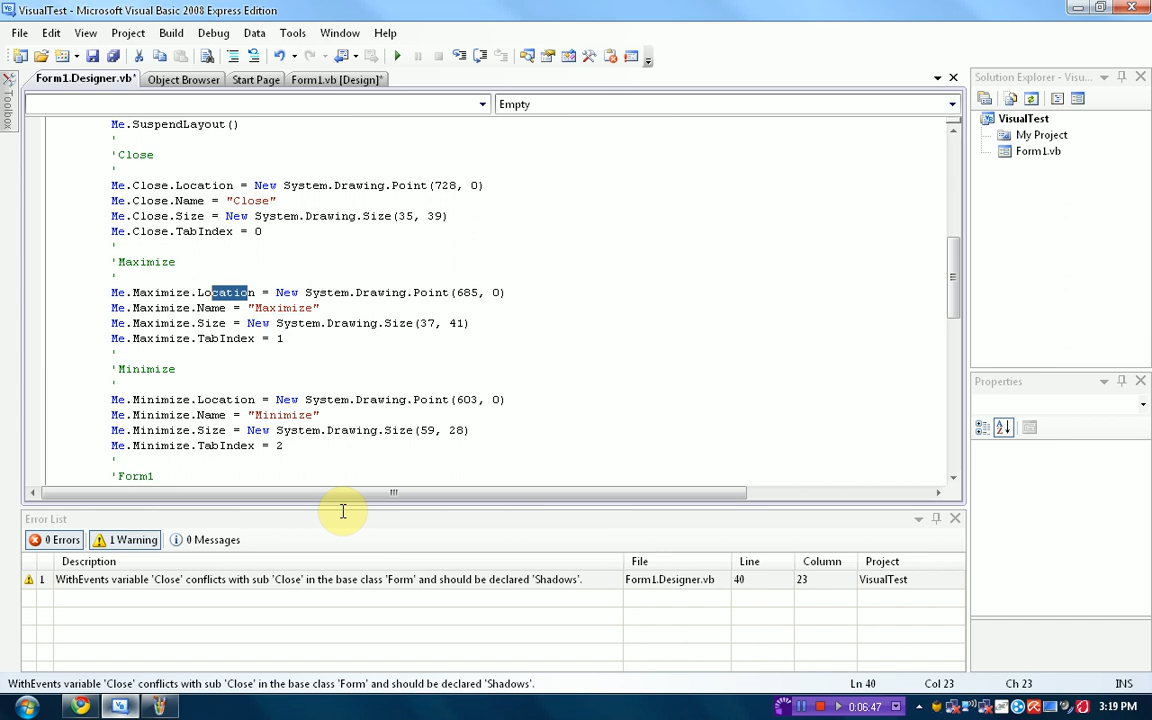 VisualTest - Microsoft Visual Basic 2008 Express Edition
File Edit View Project Build Debug Data Tools Window Help
Form1.Designer.vb* Object Browser Start Page Form1.vb [Design]*
Toolbox
Empty
Me.SuspendLayout()
'
'Close
'
Me.Close.Location = New System.Drawing.Point(728, 0)
Me.Close.Name = "Close"
Me.Close.Size = New System.Drawing.Size(35, 39)
Me.Close.TabIndex = 0
'
'Maximize
'
Me.Maximize.Location = New System.Drawing.Point(685, 0)
Me.Maximize.Name = "Maximize"
Me.Maximize.Size = New System.Drawing.Size(37, 41)
Me.Maximize.TabIndex = 1
'
'Minimize
'
Me.Minimize.Location = New System.Drawing.Point(603, 0)
Me.Minimize.Name = "Minimize"
Me.Minimize.Size = New System.Drawing.Size(59, 28)
Me.Minimize.TabIndex = 2
'
'Form1
Solution Explorer - Visu...
VisualTest
My Project
Form1.vb
Properties
Error List
0 Errors 1 Warning 0 Messages
Description File Line Column Project
1 WithEvents variable 'Close' conflicts with sub 'Close' in the base class 'Form' and should be declared 'Shadows'. Form1.Designer.vb 40 23 VisualTest
WithEvents variable 'Close' conflicts with sub 'Close' in the base class 'Form' and should be declared 'Shadows'. Ln 40 Col 23 Ch 23 INS
0:06:47 3:19 PM